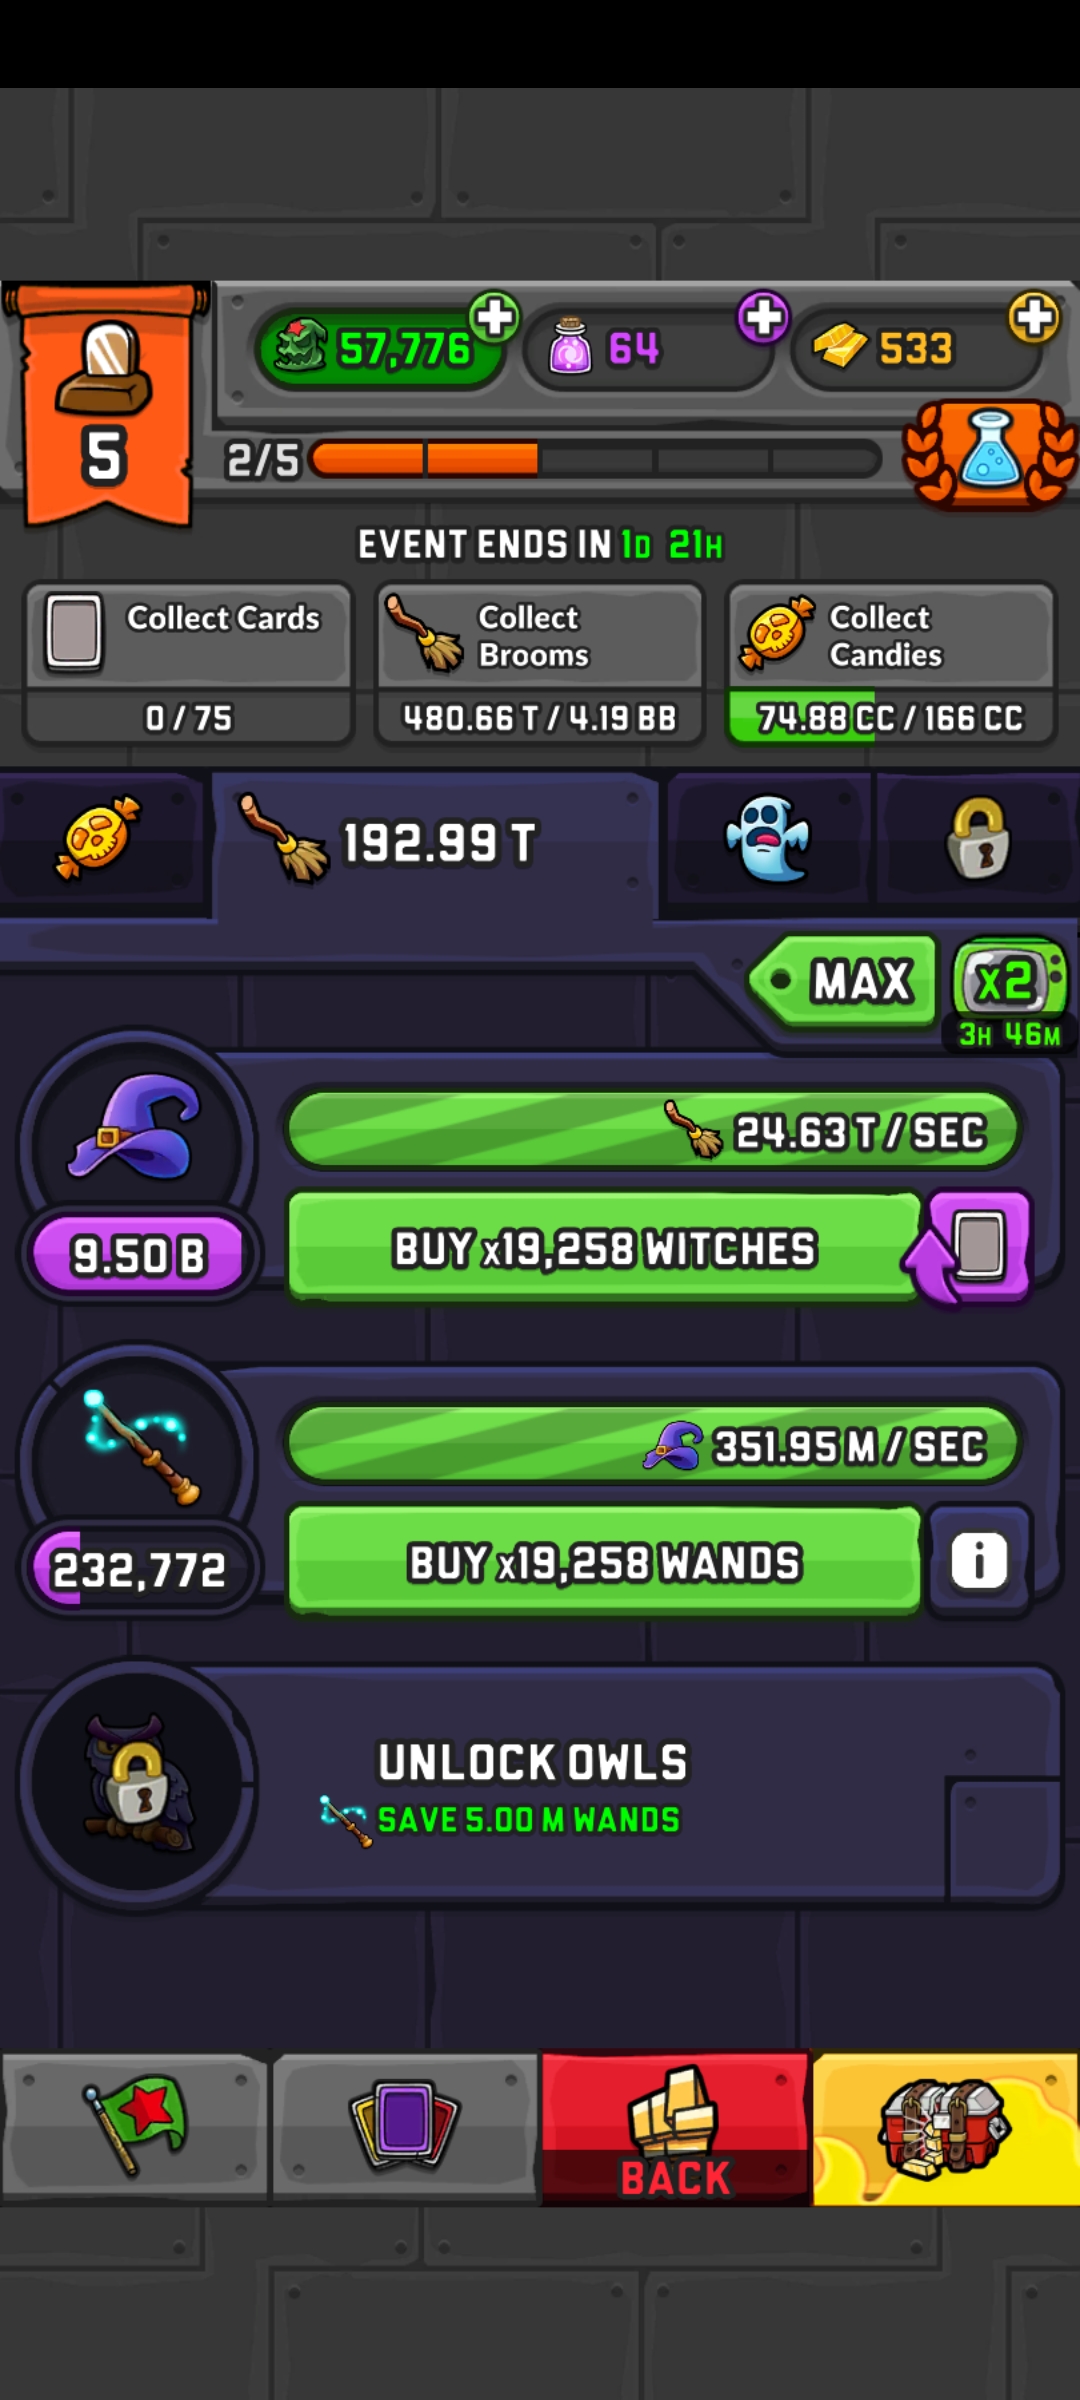 57,776
64
533
5
2/5
EVENT ENDS IN 1D 21H
Collect Cards
0 / 75
Collect
Brooms
480.66 T / 4.19 BB
Collect
Candies
74.88 CC / 166 CC
192.99 T
MAX
x2
3H 46M
24.63 T / SEC
9.50 B
BUY x19,258 WITCHES
351.95 M / SEC
232,772
BUY x19,258 WANDS
i
UNLOCK OWLS
SAVE 5.00 M WANDS
BACK